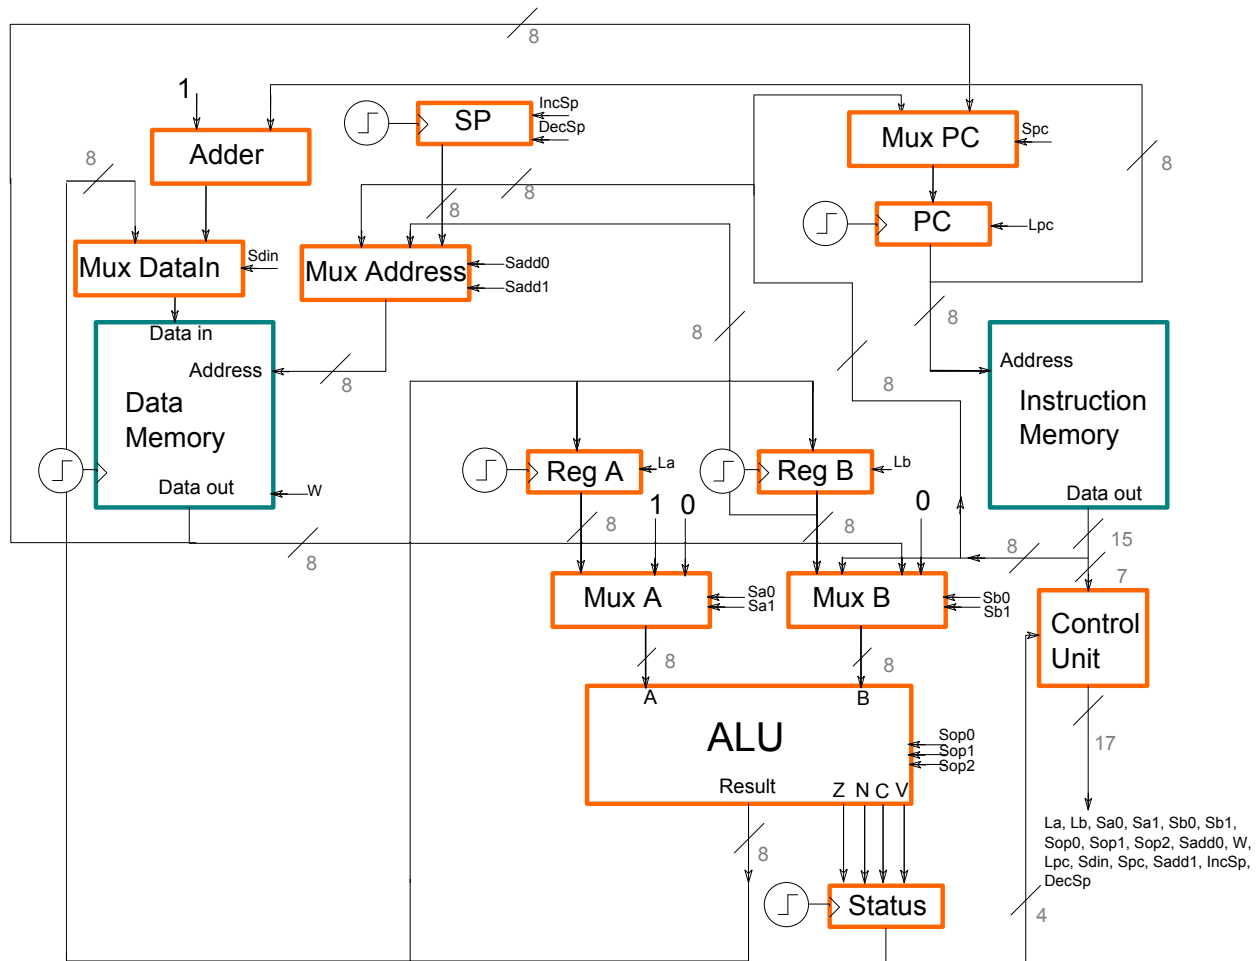 8
1
IncSp
SP
DecSp
Mux PC
Spc
Adder
8
8
8
8
PC
Lpc
Mux DataIn
Sdin
Mux Address
Sadd0
Sadd1
8
Data in
8
Address
8
8
Address
Data
Memory
Instruction
Memory
Reg A
La
Reg B
Lb
Data out
W
Data out
1
0
0
8
8
15
8
8
7
Mux A
Sa0
Sa1
Mux B
Sb0
Sb1
Control
Unit
8
8
A
B
ALU
Sop0
Sop1
Sop2
17
Result
Z
N
C
V
La, Lb, Sa0, Sa1, Sb0, Sb1,
Sop0, Sop1, Sop2, Sadd0, W,
Lpc, Sdin, Spc, Sadd1, IncSp,
DecSp
8
Status
4